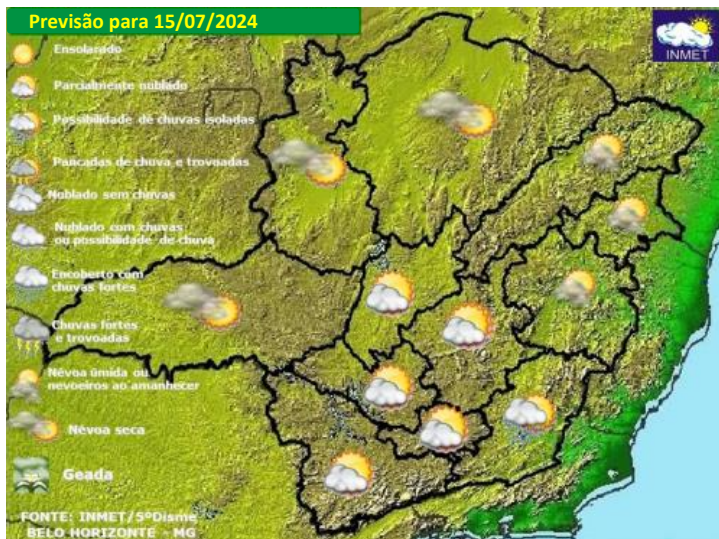 Previsão para 15/07/2024
INMET
Ensolarado
Parcialmente nublado
Possibilidade de chuvas isoladas
Pancadas de chuva e trovoadas
Nublado sem chuvas
Nublado com chuvas
ou possibilidade de chuva
Encoberto com
chuvas fortes
Chuvas fortes
e trovoadas
Névoa úmida ou
nevoeiros ao amanhecer
Névoa seca
Geada
FONTE: INMET/5ºDisme
BELO HORIZONTE - MG